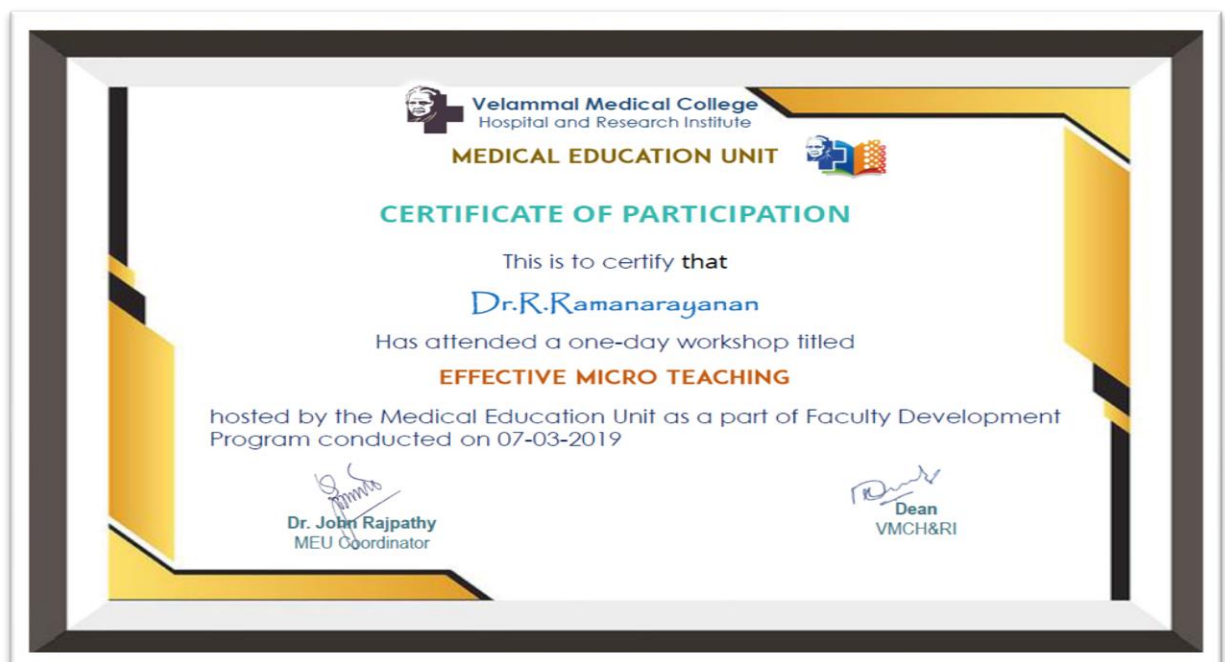 Velammal Medical College
Hospital and Research Institute
MEDICAL EDUCATION UNIT
CERTIFICATE OF PARTICIPATION
This is to certify that
Dr.R.Ramanarayanan
Has attended a one-day workshop titled
EFFECTIVE MICRO TEACHING
hosted by the Medical Education Unit as a part of Faculty Development
Program conducted on 07-03-2019
Dr. John Rajpathy
MEU Coordinator
Dean
VMCH&RI